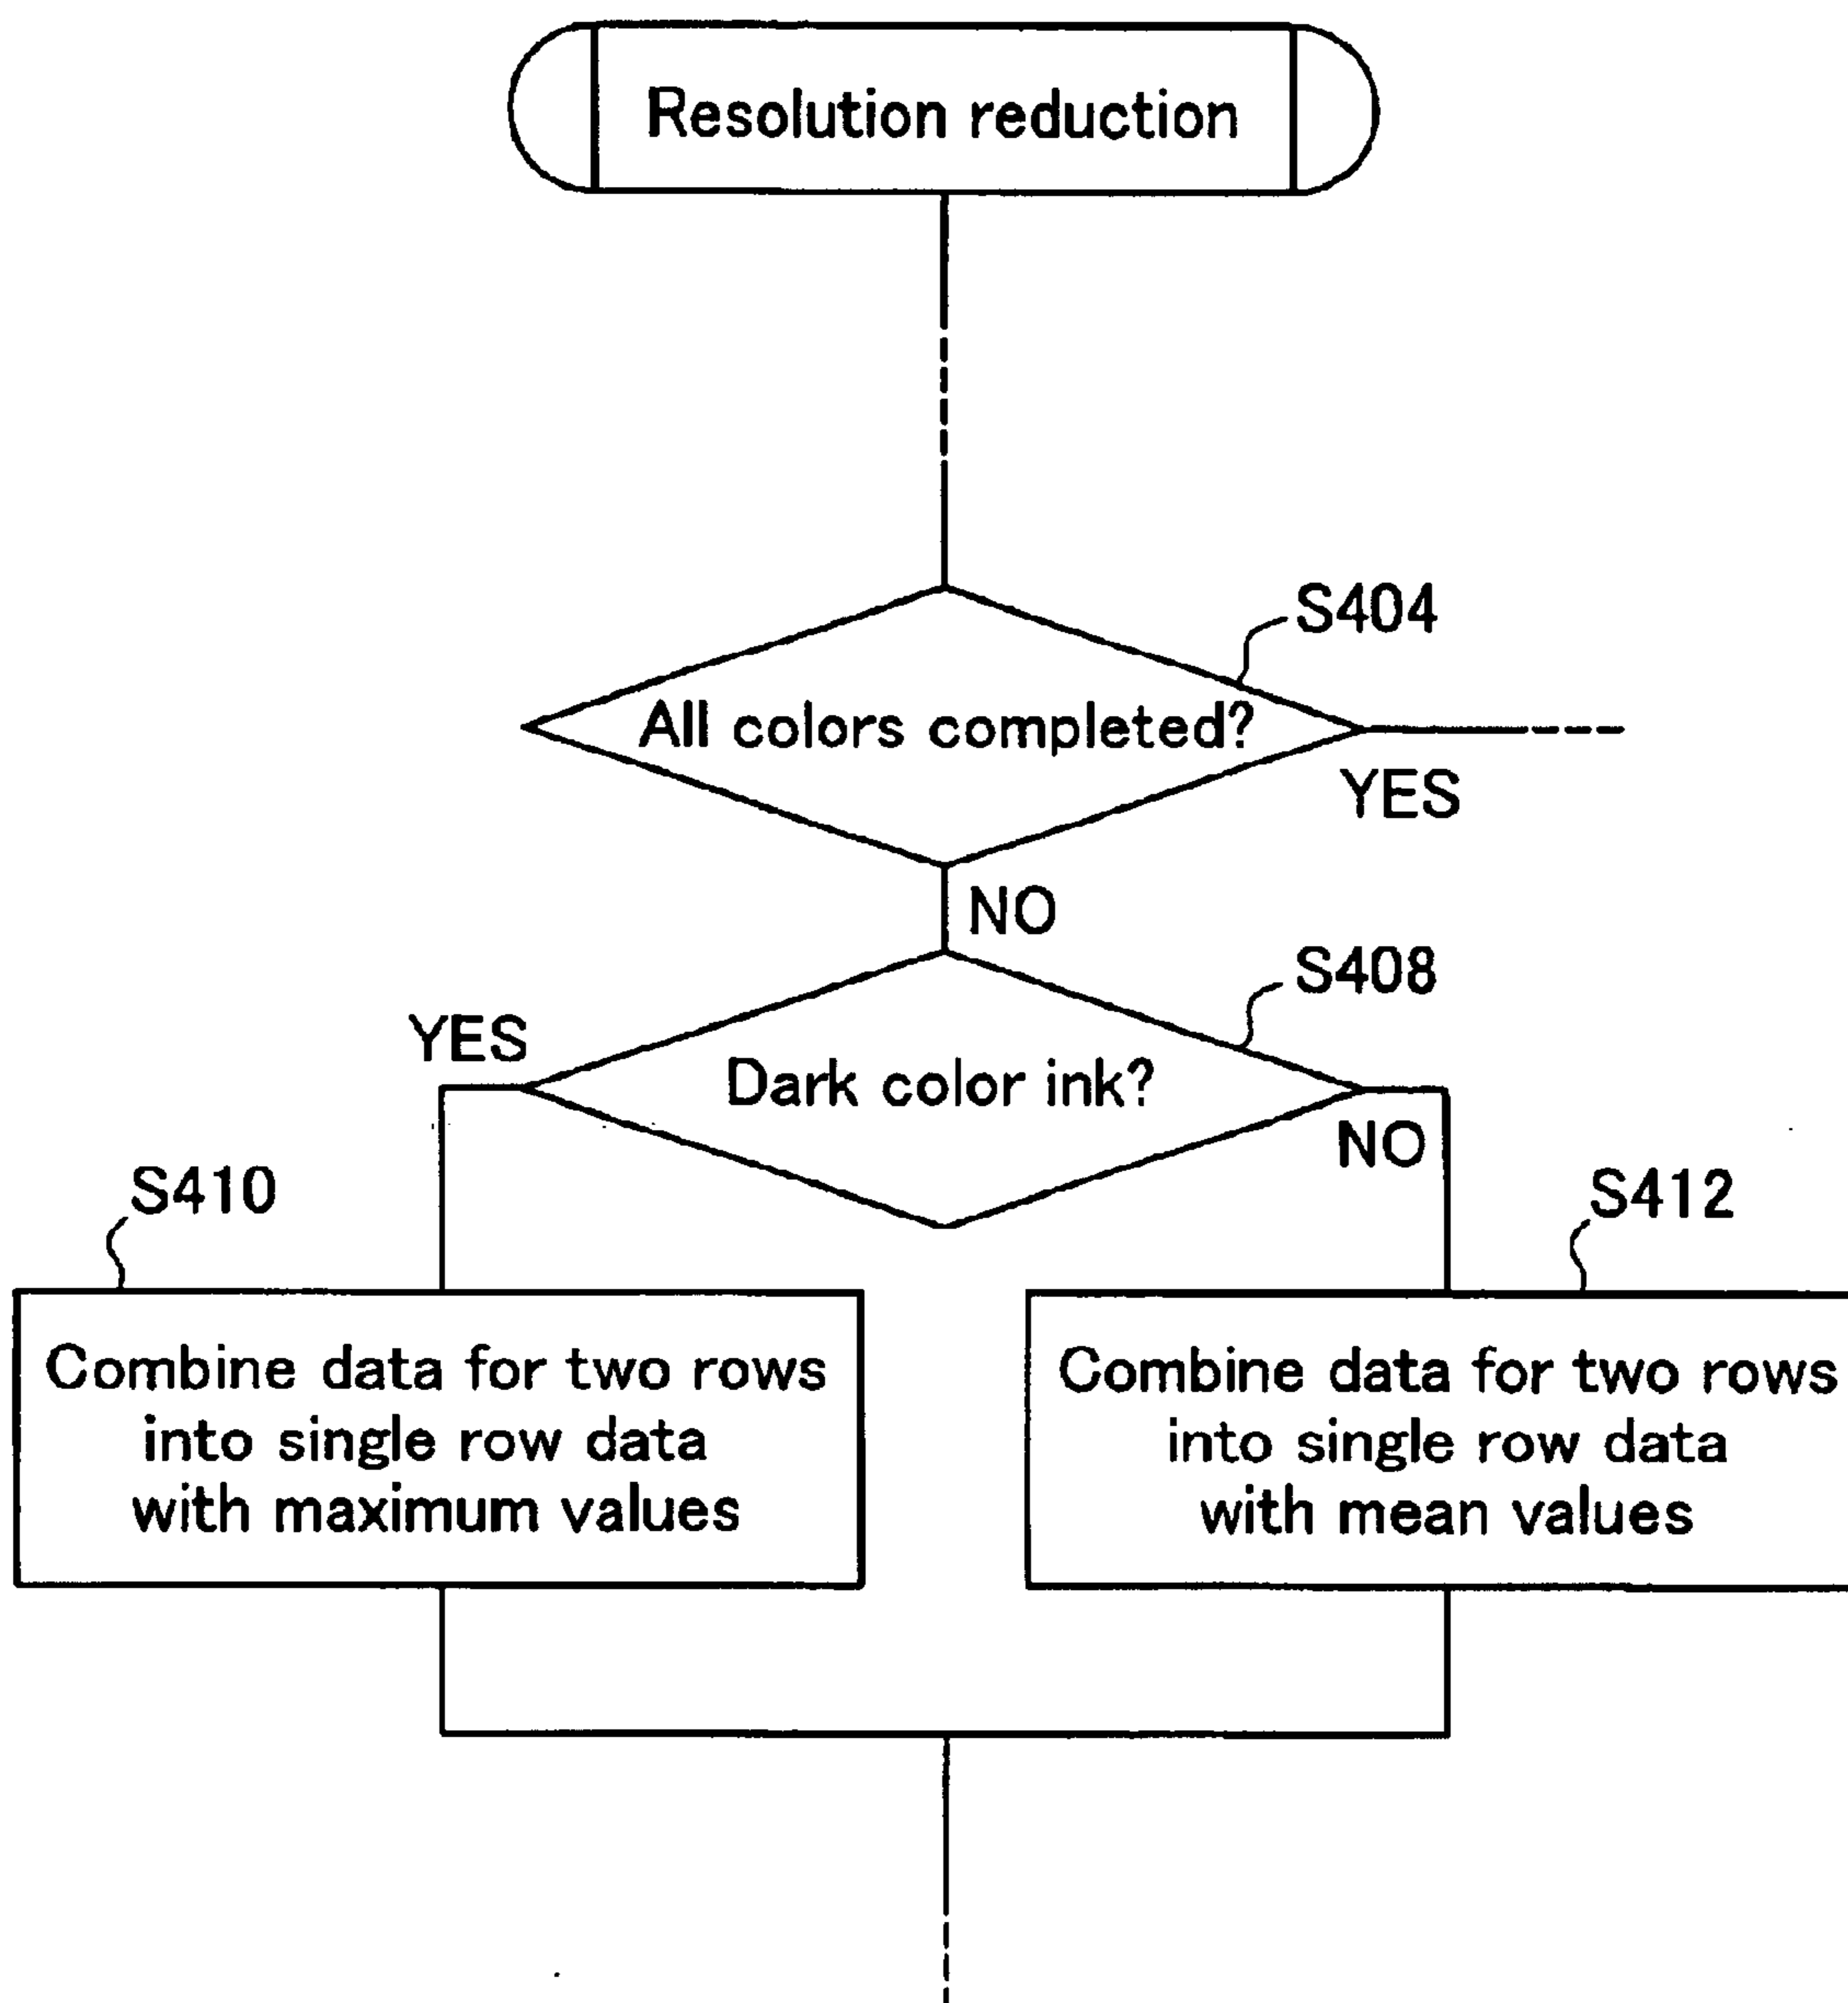 Resolution reduction
S404
All colors completed?
YES
NO
S408
YES
Dark color ink?
NO
S410
S412
Combine data for two rows
into single row data
with maximum values
Combine data for two rows
into single row data
with mean values